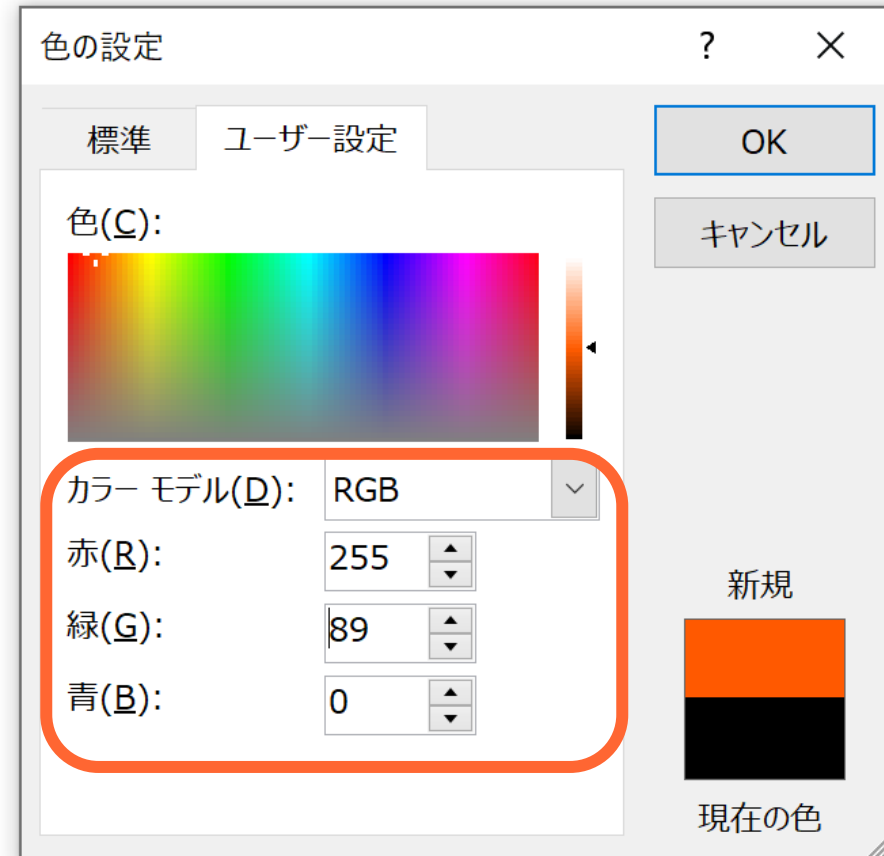 色の設定 ? ×
標準 ユーザー設定
OK
キャンセル
色(C):
カラー モデル(D): RGB
赤(R): 255
緑(G): 89
青(B): 0
新規
現在の色